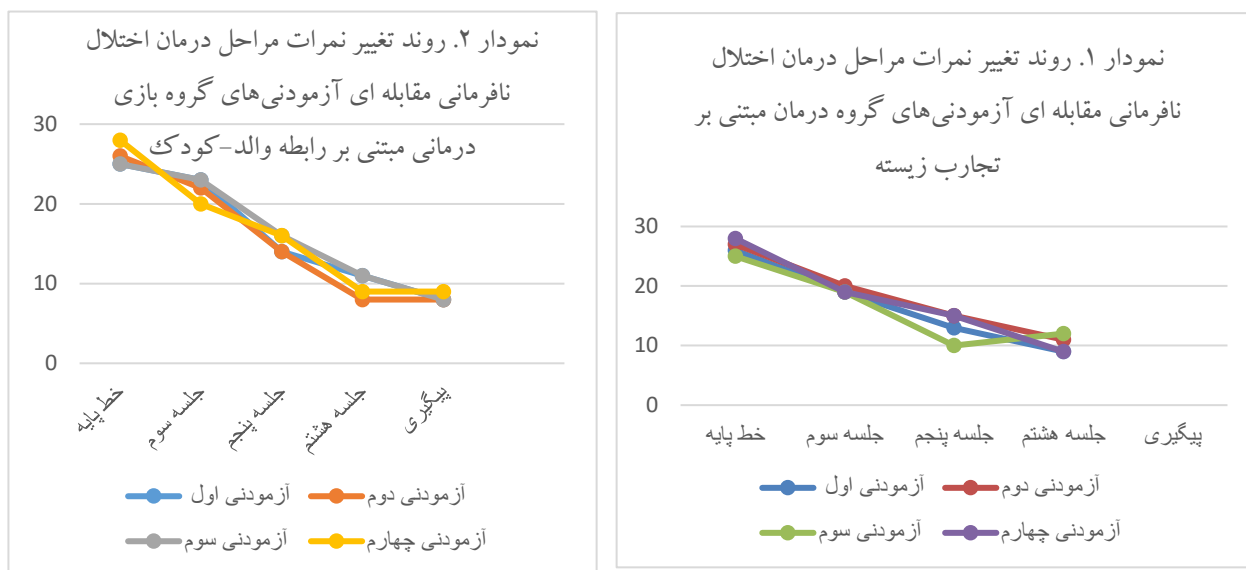 نمودار ۱. روند تغییر نمرات مراحل درمان اختلال
نافرمانی مقابله ای آزمودنی‌های گروه درمان مبتنی بر
تجارب زیسته
30
20
10
0
خط پایه
جلسه سوم
جلسه پنجم
جلسه هشتم
پیگیری
آزمودنی اول
آزمودنی دوم
آزمودنی سوم
آزمودنی چهارم
نمودار ۲. روند تغییر نمرات مراحل درمان اختلال
نافرمانی مقابله ای آزمودنی‌های گروه بازی
درمانی مبتنی بر رابطه والد-کودک
30
20
10
0
خط پایه
جلسه سوم
جلسه پنجم
جلسه هشتم
پیگیری
آزمودنی اول
آزمودنی دوم
آزمودنی سوم
آزمودنی چهارم